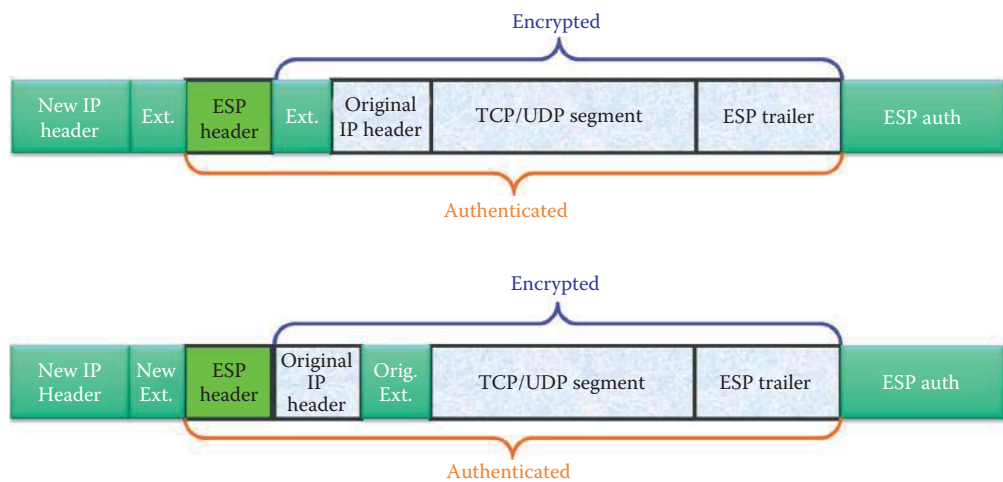 Encrypted
New IP
header
Ext.
ESP
header
Ext.
Original
IP header
TCP/UDP segment
ESP trailer
ESP auth
Authenticated
Encrypted
New IP
Header
New
Ext.
ESP
header
Original
IP
header
Orig.
Ext.
TCP/UDP segment
ESP trailer
ESP auth
Authenticated